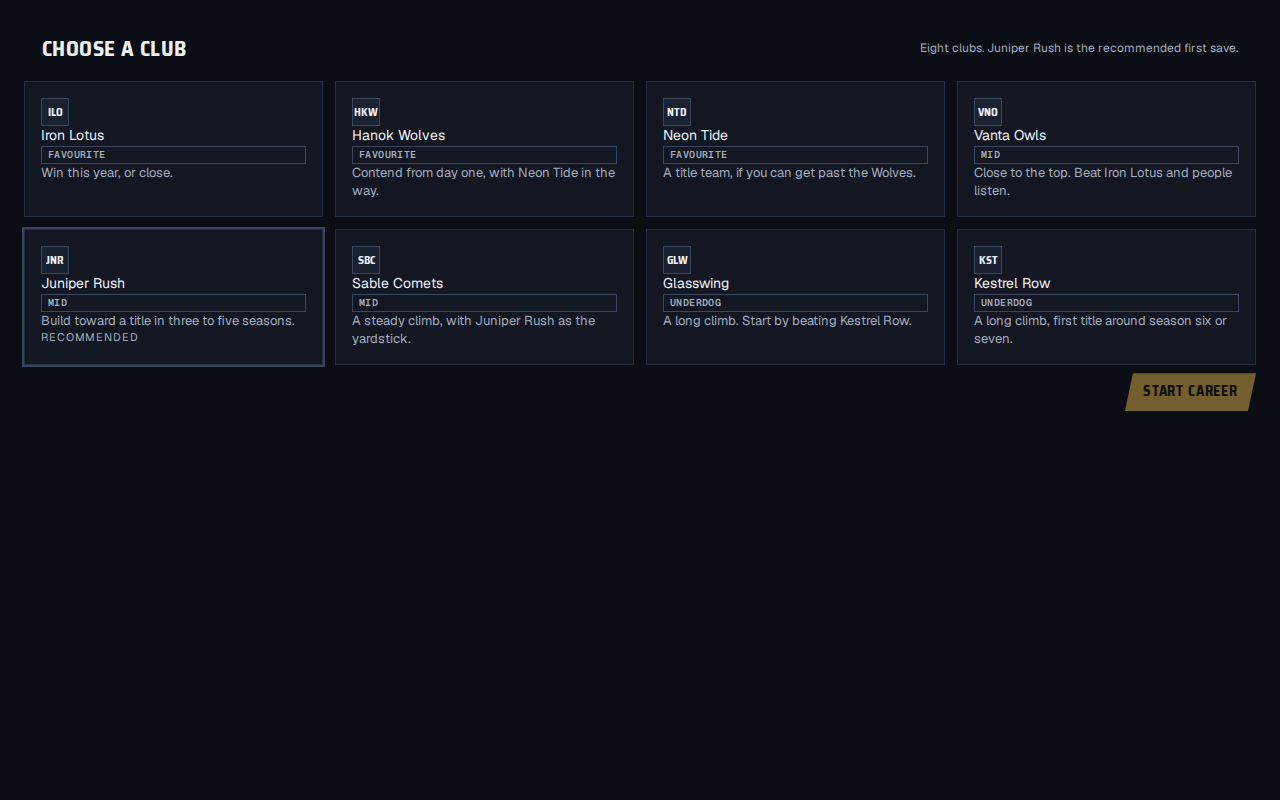 CHOOSE A CLUB
Eight clubs. Juniper Rush is the recommended first save.
ILO
Iron Lotus
FAVOURITE
Win this year, or close.
HKW
Hanok Wolves
FAVOURITE
Contend from day one, with Neon Tide in the
way.
NTD
Neon Tide
FAVOURITE
A title team, if you can get past the Wolves.
VNO
Vanta Owls
MID
Close to the top. Beat Iron Lotus and people
listen.
JNR
Juniper Rush
MID
Build toward a title in three to five seasons.
RECOMMENDED
SBC
Sable Comets
MID
A steady climb, with Juniper Rush as the
yardstick.
GLW
Glasswing
UNDERDOG
A long climb. Start by beating Kestrel Row.
KST
Kestrel Row
UNDERDOG
A long climb, first title around season six or
seven.
START CAREER